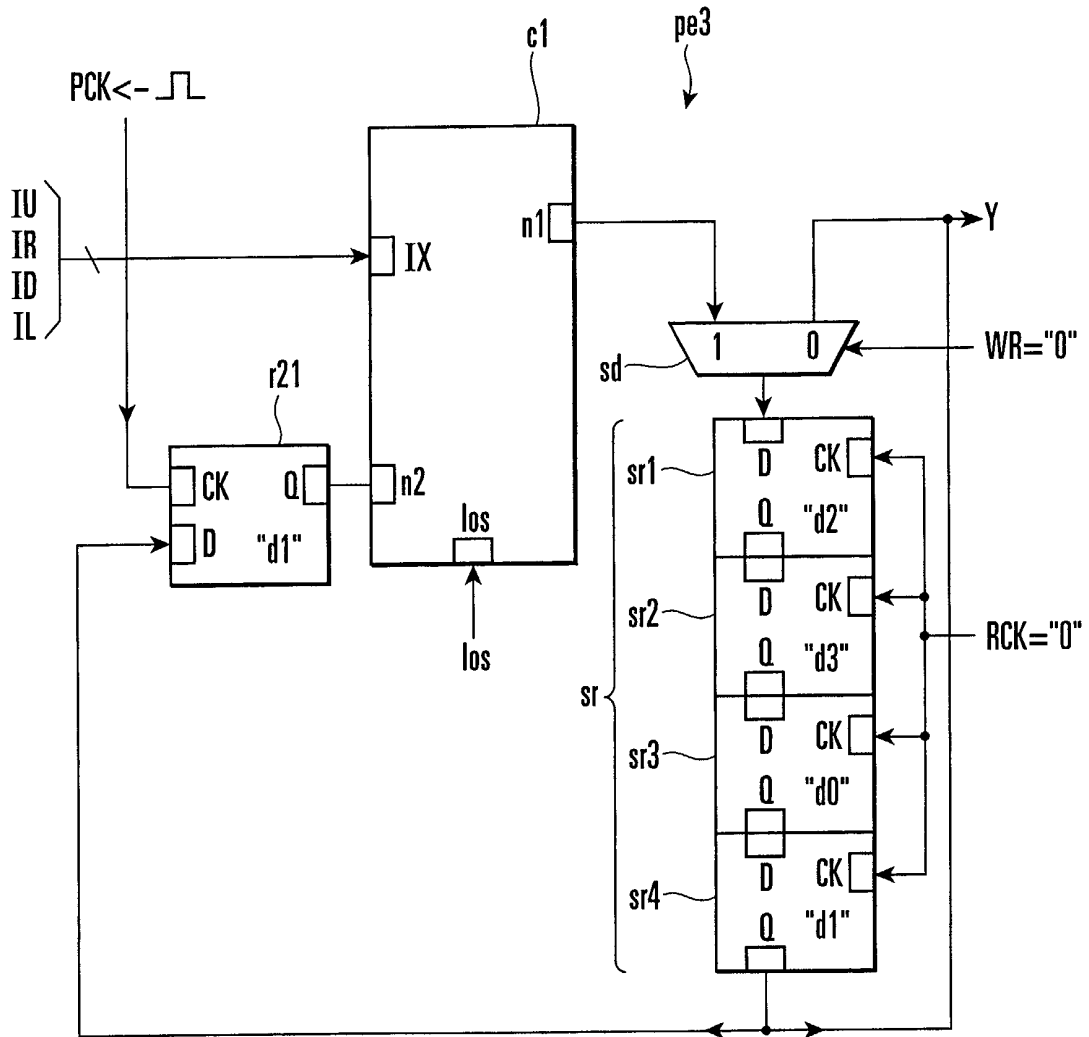 pe3
c1
PCK<-
IU
IR
ID
IL
n1
Y
IX
1 0
WR="0"
sd
r21
CK Q
D "d1"
n2
los
los
sr
sr1
D CK
Q "d2"
sr2
D CK
Q "d3"
RCK="0"
sr3
D CK
Q "d0"
sr4
D CK
Q "d1"